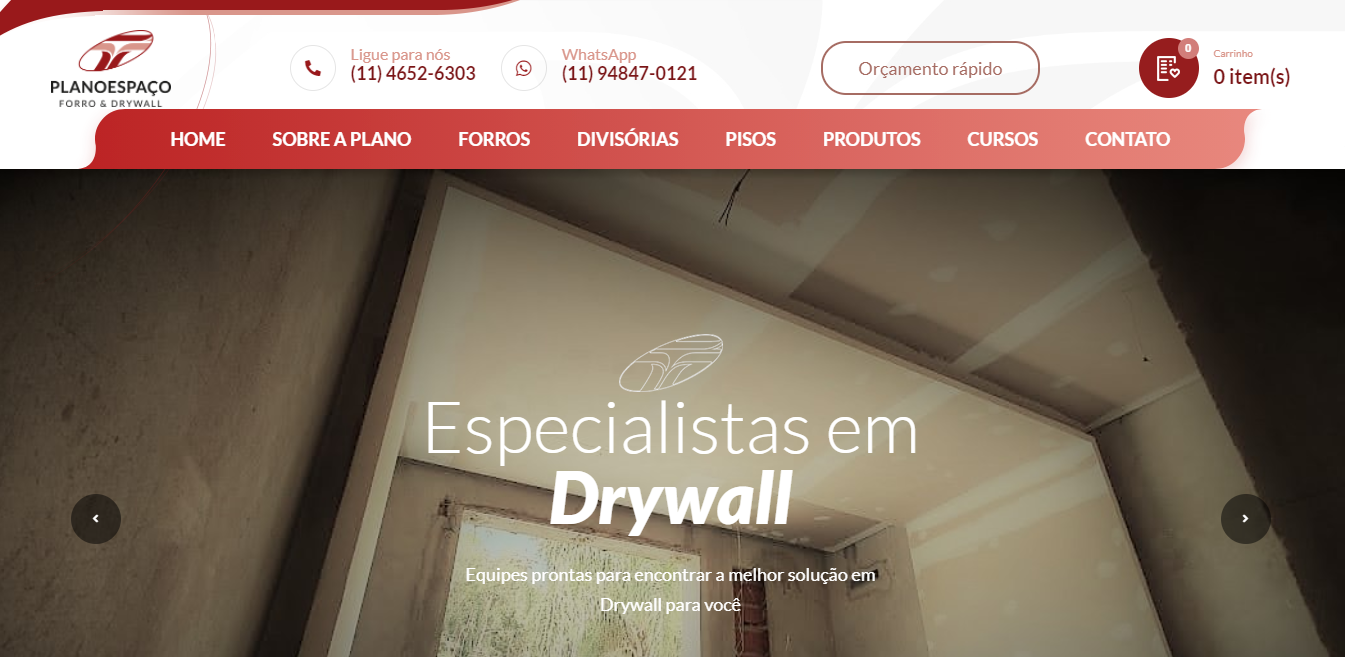 PLANOESPAÇO
FORRO & DRYWALL
Ligue para nós
(11) 4652-6303
WhatsApp
(11) 94847-0121
Orçamento rápido
0
Carrinho
0 item(s)
HOME SOBRE A PLANO FORROS DIVISÓRIAS PISOS PRODUTOS CURSOS CONTATO
Especialistas em
Drywall
Equipes prontas para encontrar a melhor solução em
Drywall para você